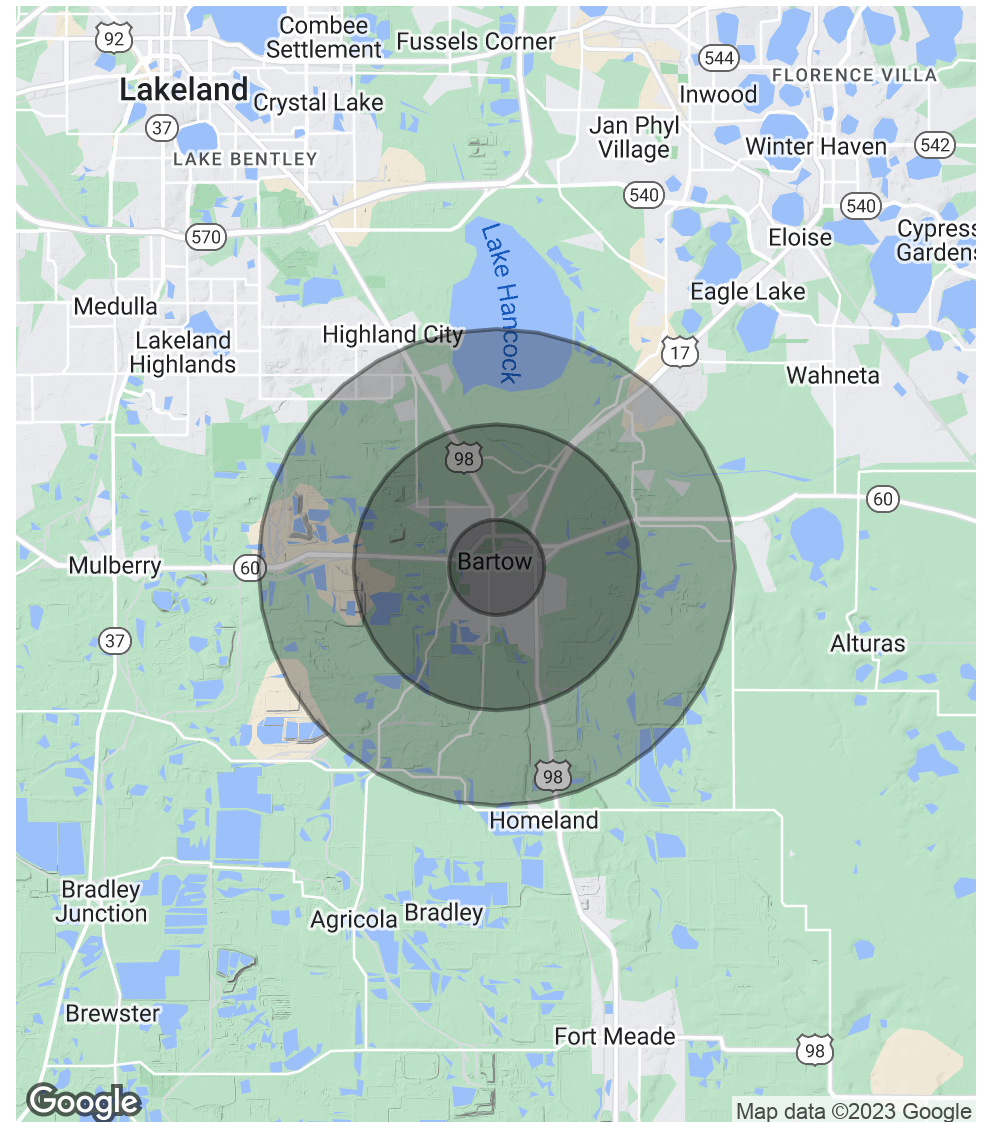 92
Combee
Settlement
Fussels Corner
544
FLORENCE VILLA
Lakeland
Crystal Lake
Inwood
37
Jan Phyl
Village
Winter Haven
542
LAKE BENTLEY
540
540
570
Lake Hancock
Eloise
Cypress
Gardens
Eagle Lake
Medulla
Highland City
Lakeland
Highlands
17
Wahneta
98
60
Bartow
Mulberry
60
37
Alturas
98
Homeland
Bradley
Junction
Agricola
Bradley
Brewster
Fort Meade
98
Google
Map data ©2023 Google